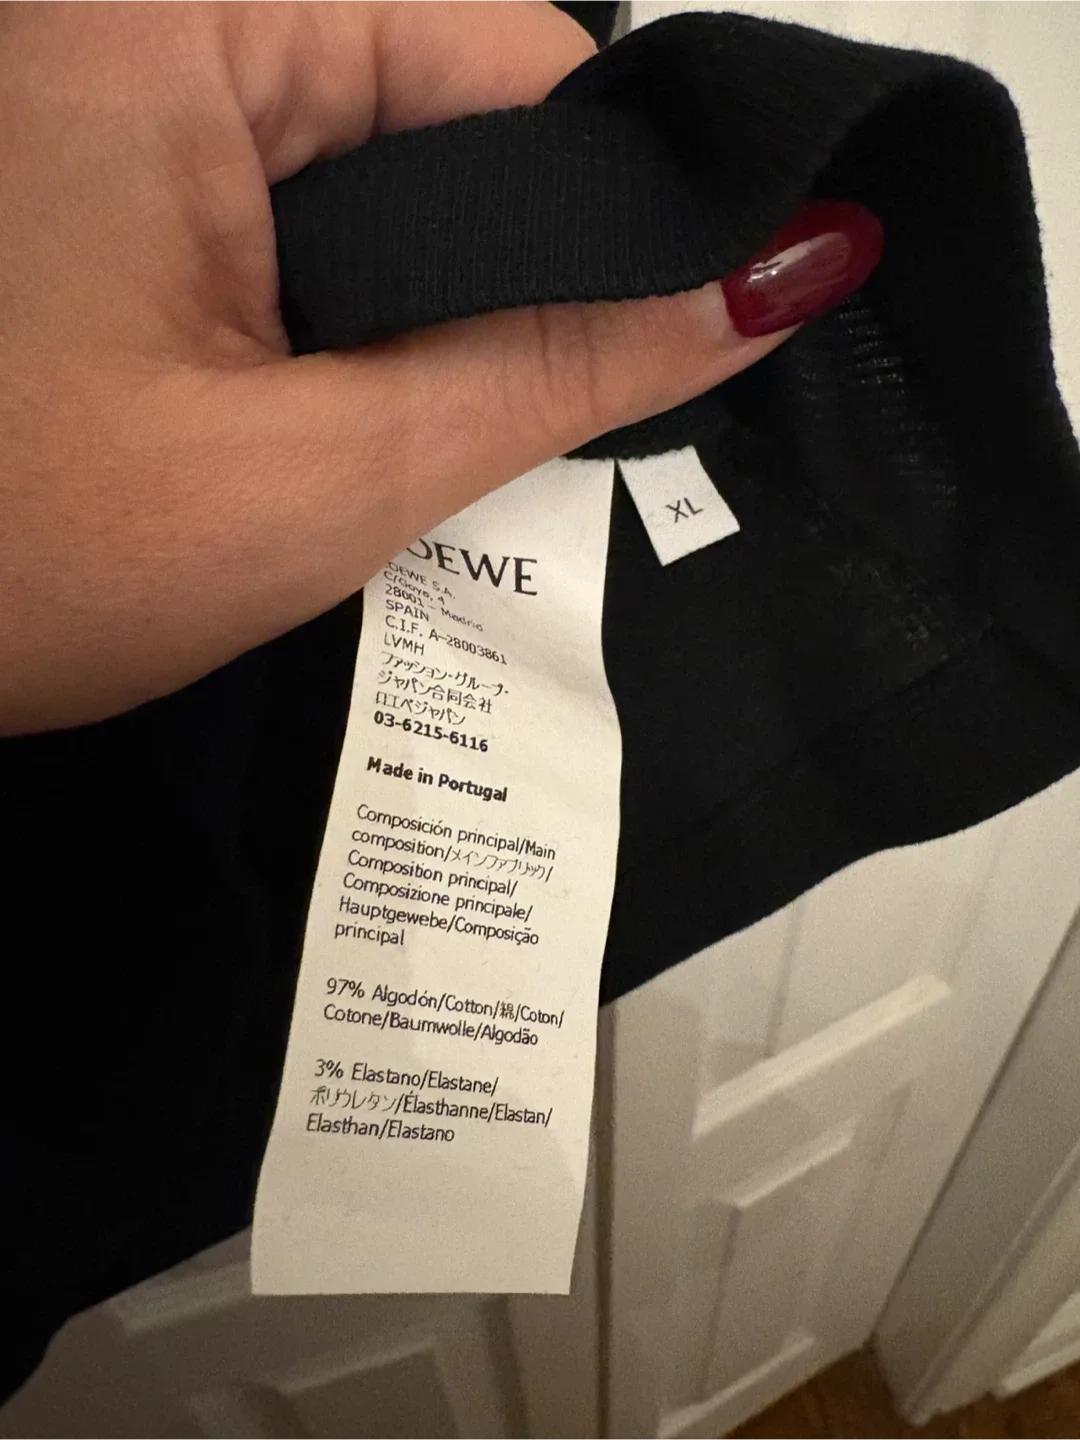 XL
OEWE
LOEWE S.A.
C/Goya, 4
28001 - Madrid
SPAIN
C.I.F. A-28003861
LVMH
ファッション・グループ・
ジャパン合同会社
ロエベジャパン
03-6215-6116
Made in Portugal
Composición principal/Main
composition/メインファブリック/
Composition principal/
Composizione principale/
Hauptgewebe/Composição
principal
97% Algodón/Cotton/綿/Coton/
Cotone/Baumwolle/Algodão
3% Elastano/Elastane/
ポリウレタン/Élasthanne/Elastan/
Elasthan/Elastano